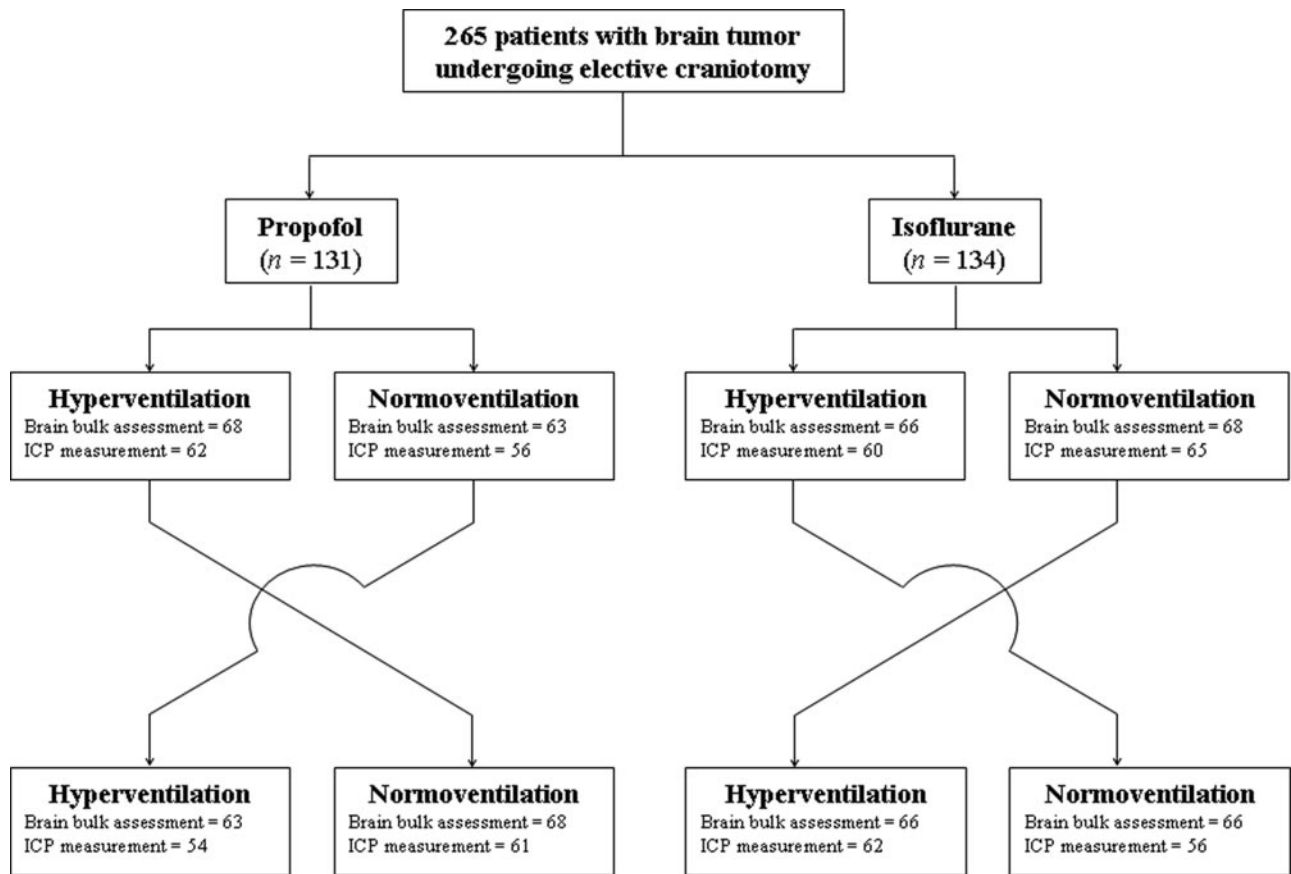 265 patients with brain tumor
undergoing elective craniotomy
Propofol
(n = 131)
Isoflurane
(n = 134)
Hyperventilation
Brain bulk assessment = 68
ICP measurement = 62
Normoventilation
Brain bulk assessment = 63
ICP measurement = 56
Hyperventilation
Brain bulk assessment = 66
ICP measurement = 60
Normoventilation
Brain bulk assessment = 68
ICP measurement = 65
Hyperventilation
Brain bulk assessment = 63
ICP measurement = 54
Normoventilation
Brain bulk assessment = 68
ICP measurement = 61
Hyperventilation
Brain bulk assessment = 66
ICP measurement = 62
Normoventilation
Brain bulk assessment = 66
ICP measurement = 56